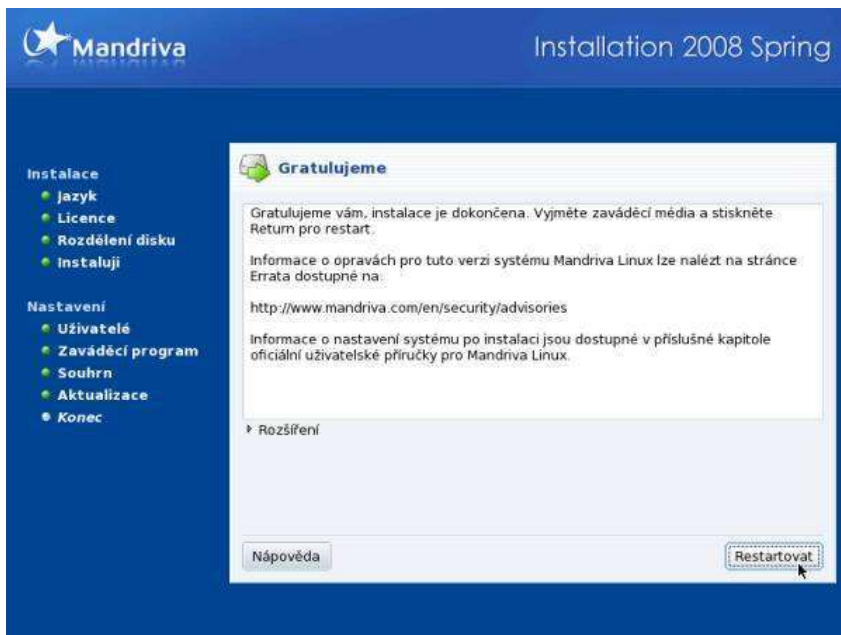 Mandriva
Installation 2008 Spring
Instalace
Jazyk
Licence
Rozdělení disku
Instaluji
Nastavení
Uživatelé
Zaváděcí program
Souhrn
Aktualizace
Konec
Gratulujeme
Gratulujeme vám, instalace je dokončena. Vyjměte zaváděcí média a stiskněte
Return pro restart.
Informace o opravách pro tuto verzi systému Mandriva Linux lze nalézt na stránce
Errata dostupné na:
http://www.mandriva.com/en/security/advisories
Informace o nastavení systému po instalaci jsou dostupné v příslušné kapitole
oficiální uživatelské příručky pro Mandriva Linux.
Rozšíření
Nápověda
Restartovat